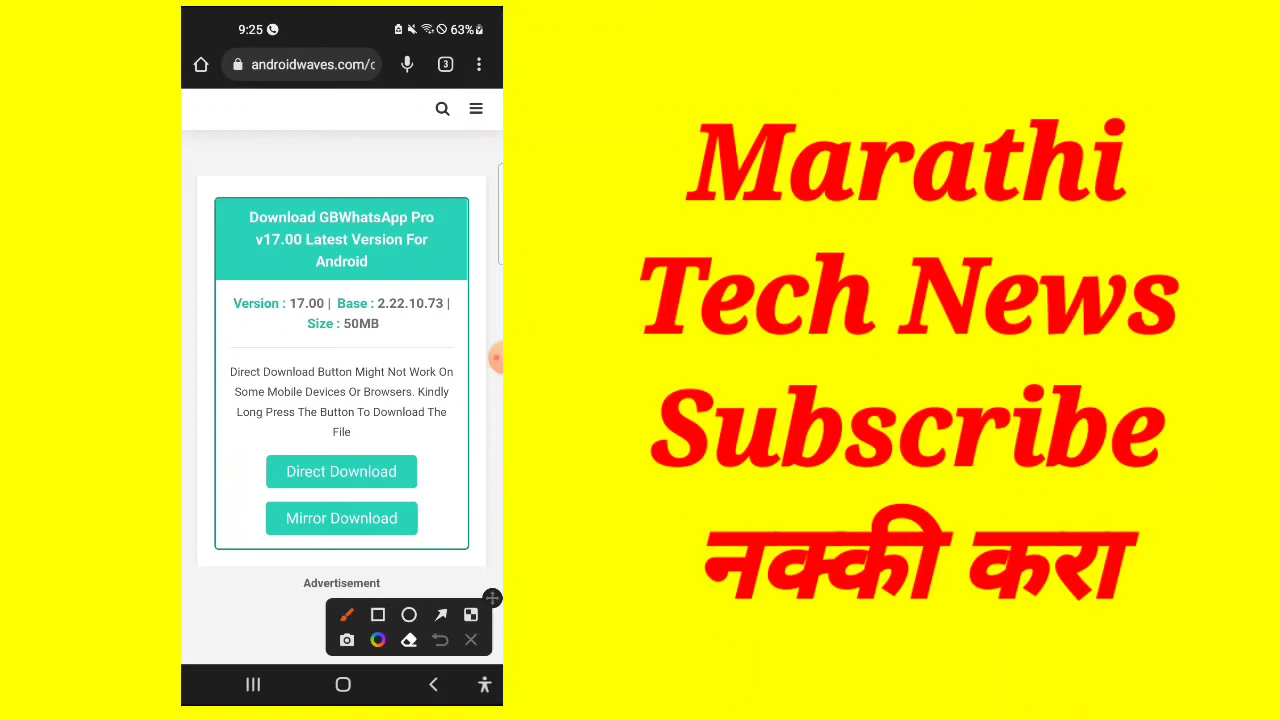 9:25
63%
androidwaves.com/c
3
Download GBWhatsApp Pro
v17.00 Latest Version For
Android
Version : 17.00 | Base : 2.22.10.73 |
Size : 50MB
Direct Download Button Might Not Work On
Some Mobile Devices Or Browsers. Kindly
Long Press The Button To Download The
File
Direct Download
Mirror Download
Advertisement
Marathi
Tech News
Subscribe
नक्की करा